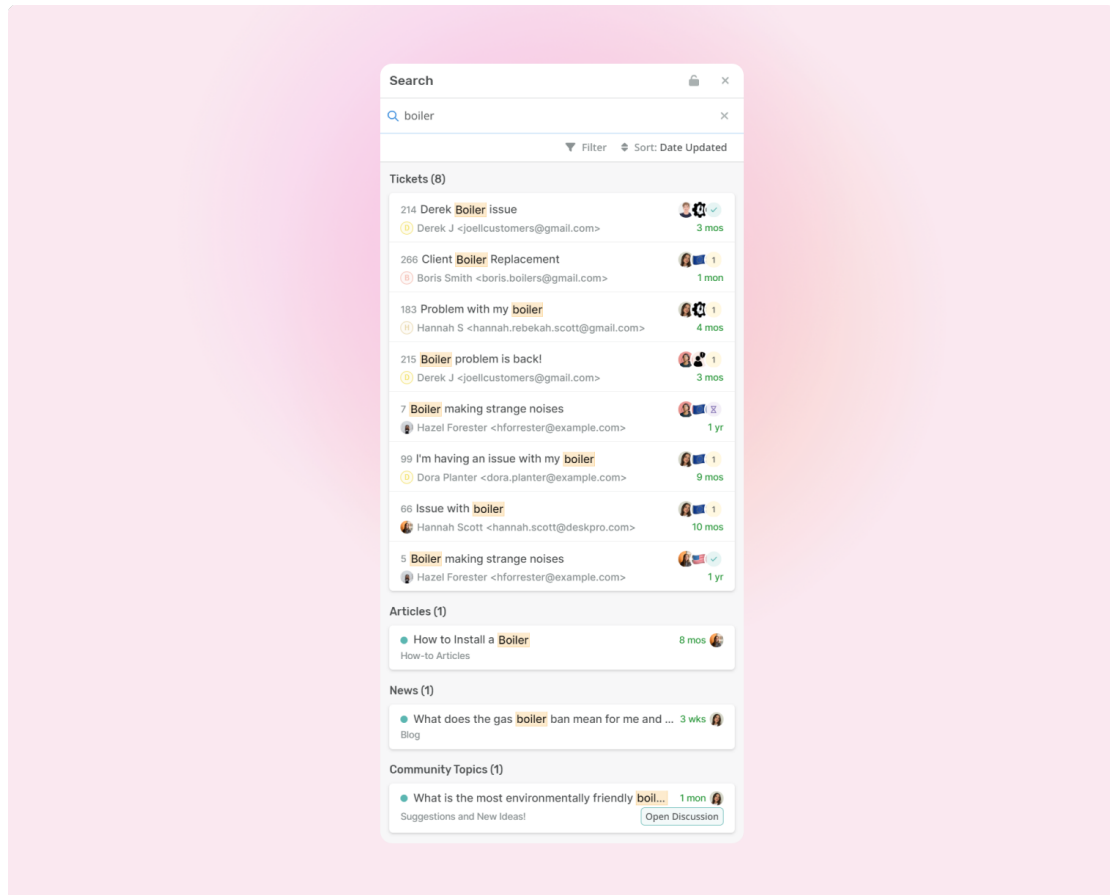 Search
boiler
Filter Sort: Date Updated
Tickets (8)
214 Derek Boiler issue
D Derek J <joellcustomers@gmail.com> 3 mos
266 Client Boiler Replacement 1
B Boris Smith <boris.boilers@gmail.com> 1 mon
183 Problem with my boiler 1
H Hannah S <hannah.rebekah.scott@gmail.com> 4 mos
215 Boiler problem is back! 1
D Derek J <joellcustomers@gmail.com> 3 mos
7 Boiler making strange noises
Hazel Forester <hforrester@example.com> 1 yr
99 I'm having an issue with my boiler 1
D Dora Planter <dora.planter@example.com> 9 mos
66 Issue with boiler 1
Hannah Scott <hannah.scott@deskpro.com> 10 mos
5 Boiler making strange noises
Hazel Forester <hforrester@example.com> 1 yr
Articles (1)
How to Install a Boiler 8 mos
How-to Articles
News (1)
What does the gas boiler ban mean for me and ... 3 wks
Blog
Community Topics (1)
What is the most environmentally friendly boil... 1 mon
Suggestions and New Ideas! Open Discussion